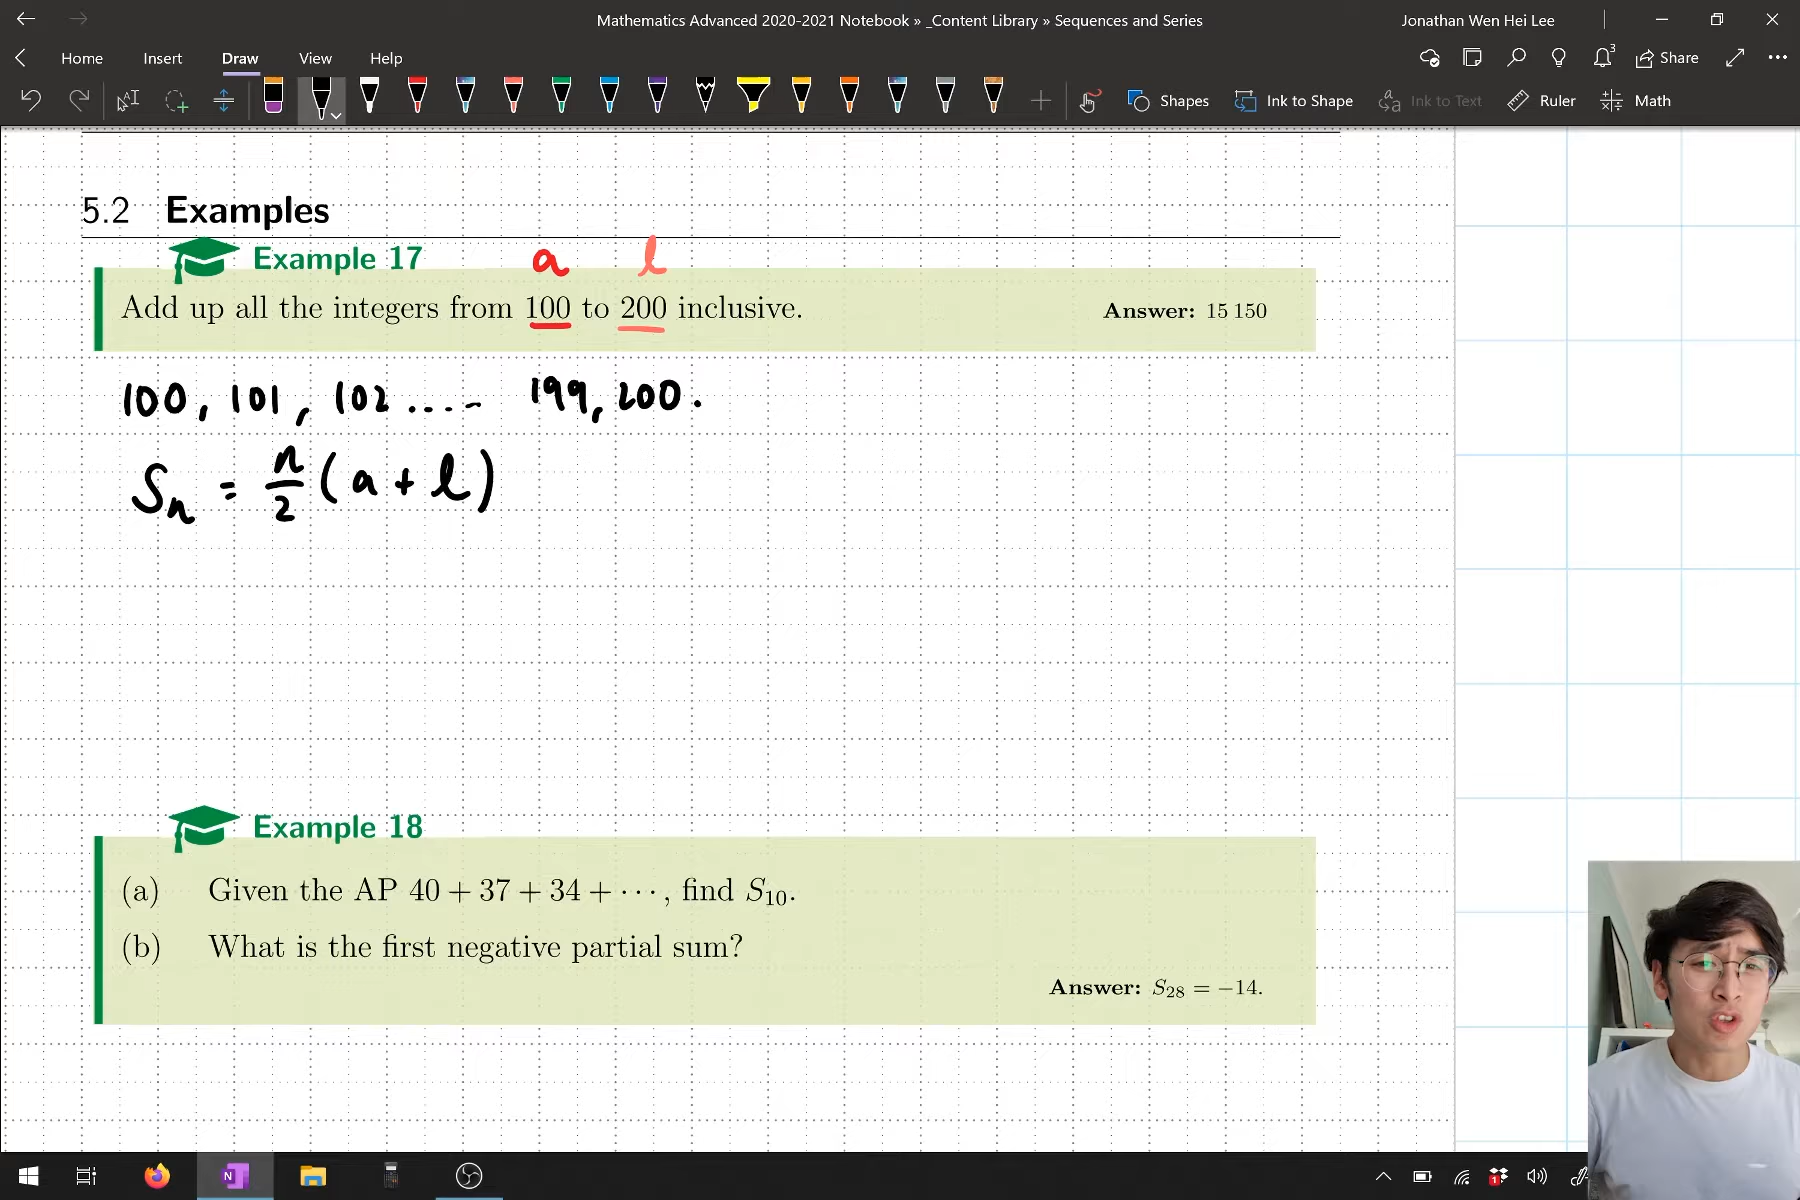 Mathematics Advanced 2020-2021 Notebook » _Content Library » Sequences and Series
Jonathan Wen Hei Lee
Home Insert Draw View Help
3 Share
Shapes Ink to Shape Ink to Text Ruler Math
5.2 Examples
Example 17
a l
Add up all the integers from 100 to 200 inclusive.
Answer: 15 150
100, 101, 102 .... 199, 200.
Sₙ = n/2 (a + l)
Example 18
(a) Given the AP 40 + 37 + 34 + ···, find S₁₀.
(b) What is the first negative partial sum?
Answer: S₂₈ = −14.